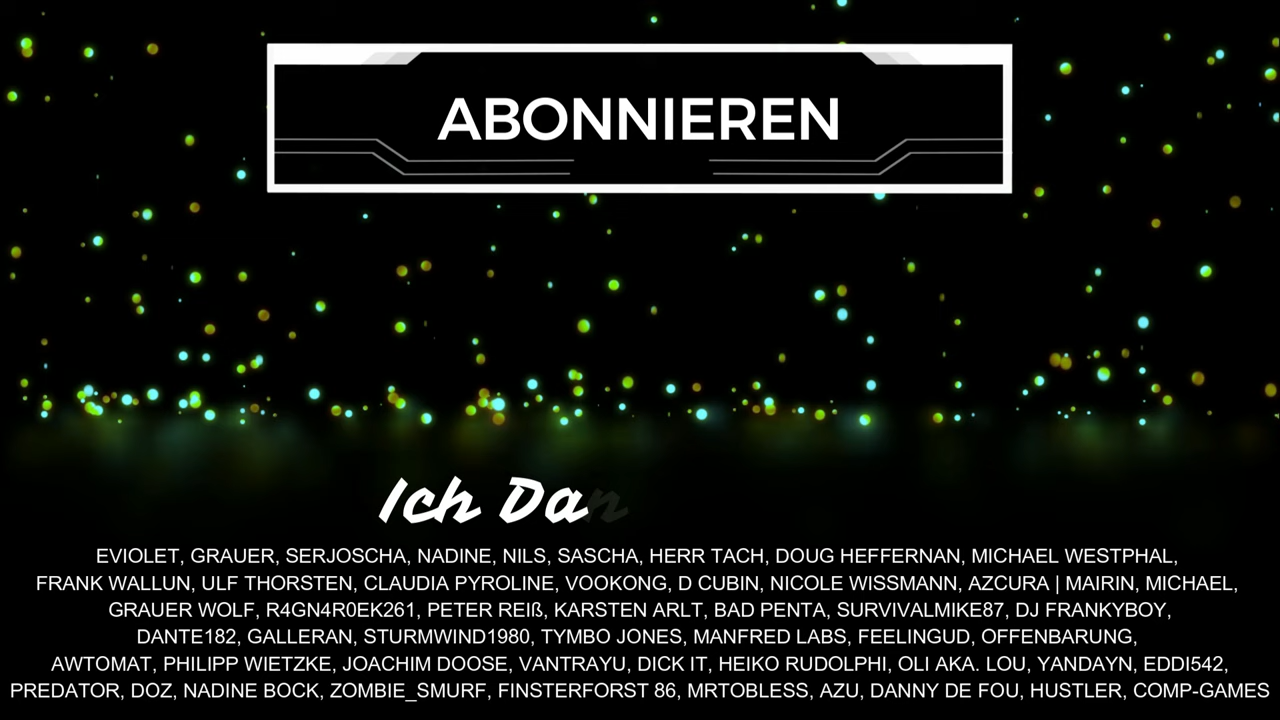 ABONNIEREN
Ich Dan
EVIOLET, GRAUER, SERJOSCHA, NADINE, NILS, SASCHA, HERR TACH, DOUG HEFFERNAN, MICHAEL WESTPHAL,
FRANK WALLUN, ULF THORSTEN, CLAUDIA PYROLINE, VOOKONG, D CUBIN, NICOLE WISSMANN, AZCURA | MAIRIN, MICHAEL,
GRAUER WOLF, R4GN4R0EK261, PETER REIß, KARSTEN ARLT, BAD PENTA, SURVIVALMIKE87, DJ FRANKYBOY,
DANTE182, GALLERAN, STURMWIND1980, TYMBO JONES, MANFRED LABS, FEELINGUD, OFFENBARUNG,
AWTOMAT, PHILIPP WIETZKE, JOACHIM DOOSE, VANTRAYU, DICK IT, HEIKO RUDOLPHI, OLI AKA. LOU, YANDAYN, EDDI542,
PREDATOR, DOZ, NADINE BOCK, ZOMBIE_SMURF, FINSTERFORST 86, MRTOBLESS, AZU, DANNY DE FOU, HUSTLER, COMP-GAMES